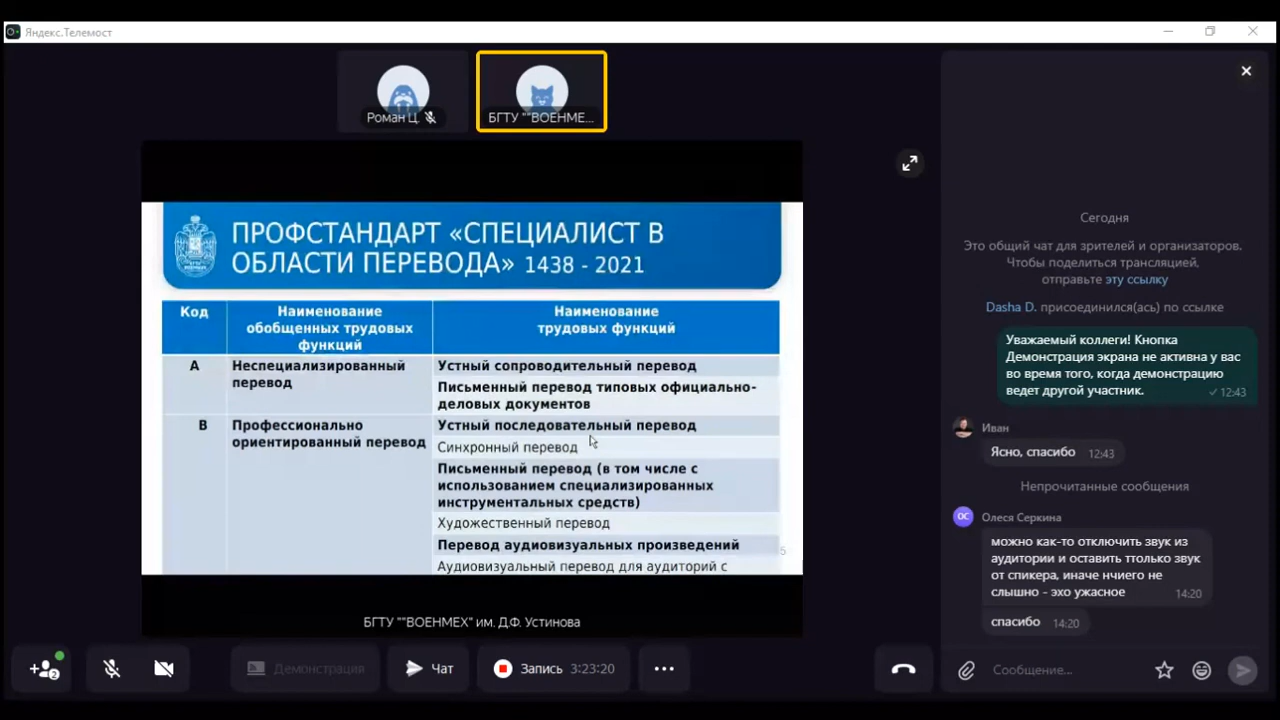 Яндекс.Телемост
Роман Ц.
БГТУ ""ВОЕНМЕ...
ПРОФСТАНДАРТ «СПЕЦИАЛИСТ В
ОБЛАСТИ ПЕРЕВОДА» 1438 - 2021
Код
Наименование
обобщенных трудовых
функций
Наименование
трудовых функций
А
Неспециализированный
перевод
Устный сопроводительный перевод
Письменный перевод типовых официально-
деловых документов
В
Профессионально
ориентированный перевод
Устный последовательный перевод
Синхронный перевод
Письменный перевод (в том числе с
использованием специализированных
инструментальных средств)
Художественный перевод
Перевод аудиовизуальных произведений
Аудиовизуальный перевод для аудиторий с
5
БГТУ ""ВОЕНМЕХ" им. Д.Ф. Устинова
2
Демонстрация
Чат
Запись 3:23:20
Сегодня
Это общий чат для зрителей и организаторов.
Чтобы поделиться трансляцией,
отправьте эту ссылку
Dasha D. присоединился(ась) по ссылке
Уважаемый коллеги! Кнопка
Демонстрация экрана не активна у вас
во время того, когда демонстрацию
ведет другой участник.
12:43
Иван
Ясно, спасибо 12:43
Непрочитанные сообщения
ОС
Олеся Серкина
можно как-то отключить звук из
аудитории и оставить ттолько звук
от спикера, иначе нчиего не
слышно - эхо ужасное 14:20
спасибо 14:20
Сообщение...